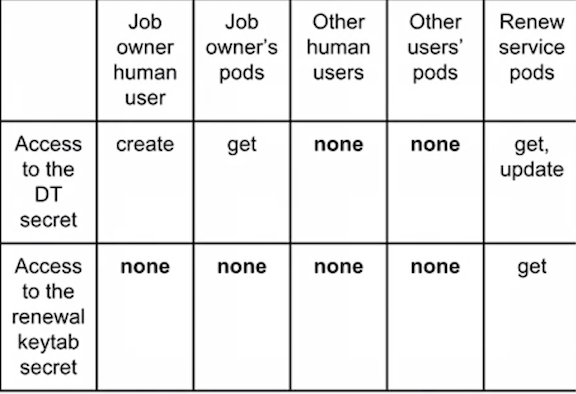 Job owner human user
Job owner's pods
Other human users
Other users' pods
Renew service pods
Access to the DT secret
create
get
none
none
get, update
Access to the renewal keytab secret
none
none
none
none
get